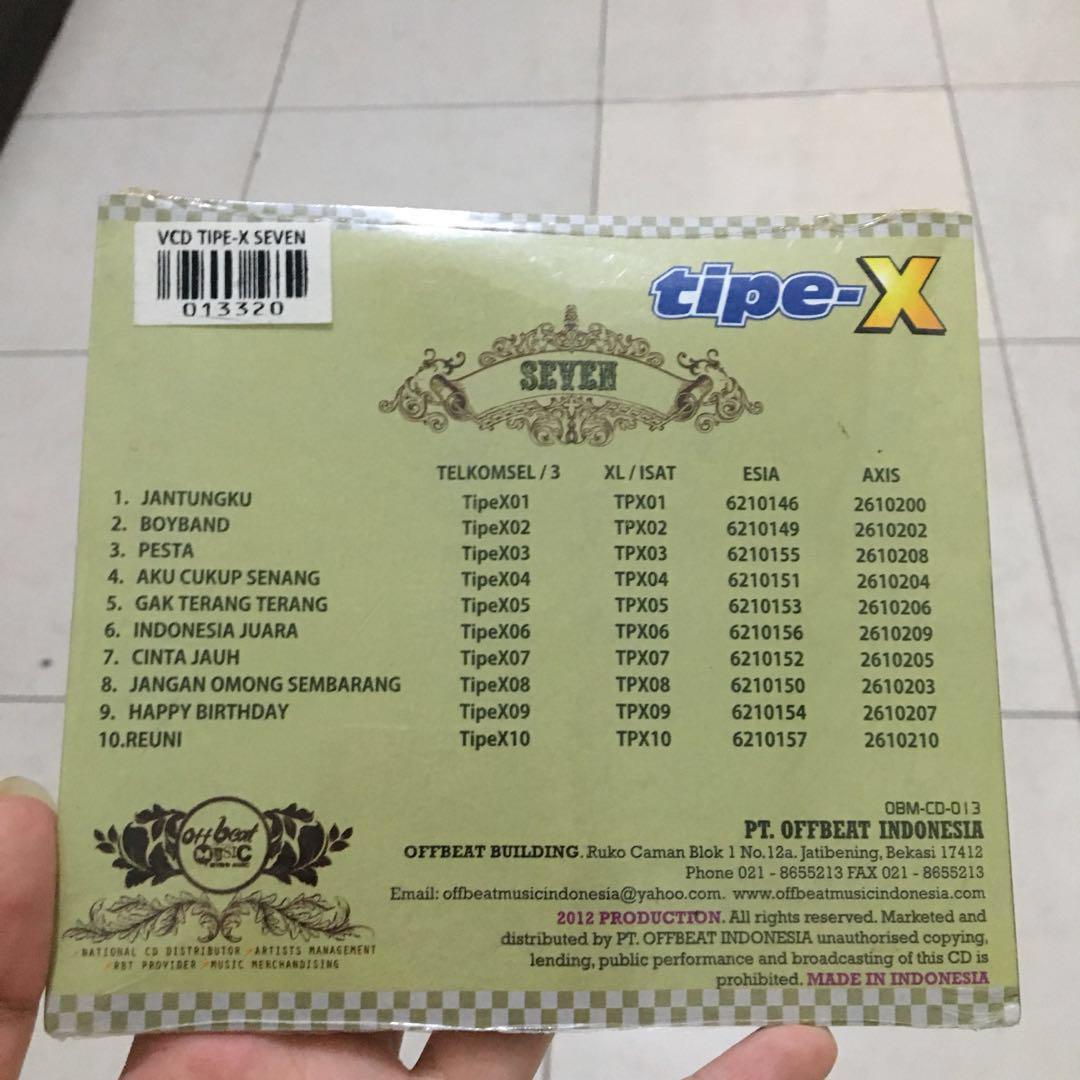 VCD TIPE-X SEVEN
013320
tipe-X
SEVEN
TELKOMSEL / 3 XL / ISAT ESIA AXIS
1. JANTUNGKU TipeX01 TPX01 6210146 2610200
2. BOYBAND TipeX02 TPX02 6210149 2610202
3. PESTA TipeX03 TPX03 6210155 2610208
4. AKU CUKUP SENANG TipeX04 TPX04 6210151 2610204
5. GAK TERANG TERANG TipeX05 TPX05 6210153 2610206
6. INDONESIA JUARA TipeX06 TPX06 6210156 2610209
7. CINTA JAUH TipeX07 TPX07 6210152 2610205
8. JANGAN OMONG SEMBARANG TipeX08 TPX08 6210150 2610203
9. HAPPY BIRTHDAY TipeX09 TPX09 6210154 2610207
10.REUNI TipeX10 TPX10 6210157 2610210
Offbeat
MUSIC
NATIONAL CD DISTRIBUTOR ARTISTS MANAGEMENT
RBT PROVIDER MUSIC MERCHANDISING
OBM-CD-013
PT. OFFBEAT INDONESIA
OFFBEAT BUILDING. Ruko Caman Blok 1 No.12a. Jatibening, Bekasi 17412
Phone 021 - 8655213 FAX 021 - 8655213
Email: offbeatmusicindonesia@yahoo.com. www.offbeatmusicindonesia.com
2012 PRODUCTION. All rights reserved. Marketed and
distributed by PT. OFFBEAT INDONESIA unauthorised copying,
lending, public performance and broadcasting of this CD is
prohibited. MADE IN INDONESIA